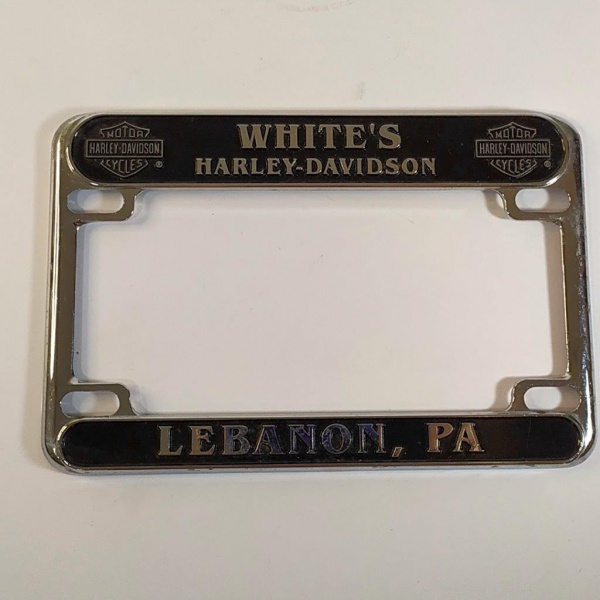 WHITE'S
HARLEY-DAVIDSON
MOTOR
HARLEY-DAVIDSON
CYCLES
®
MOTOR
HARLEY-DAVIDSON
CYCLES
®
LEBANON, PA